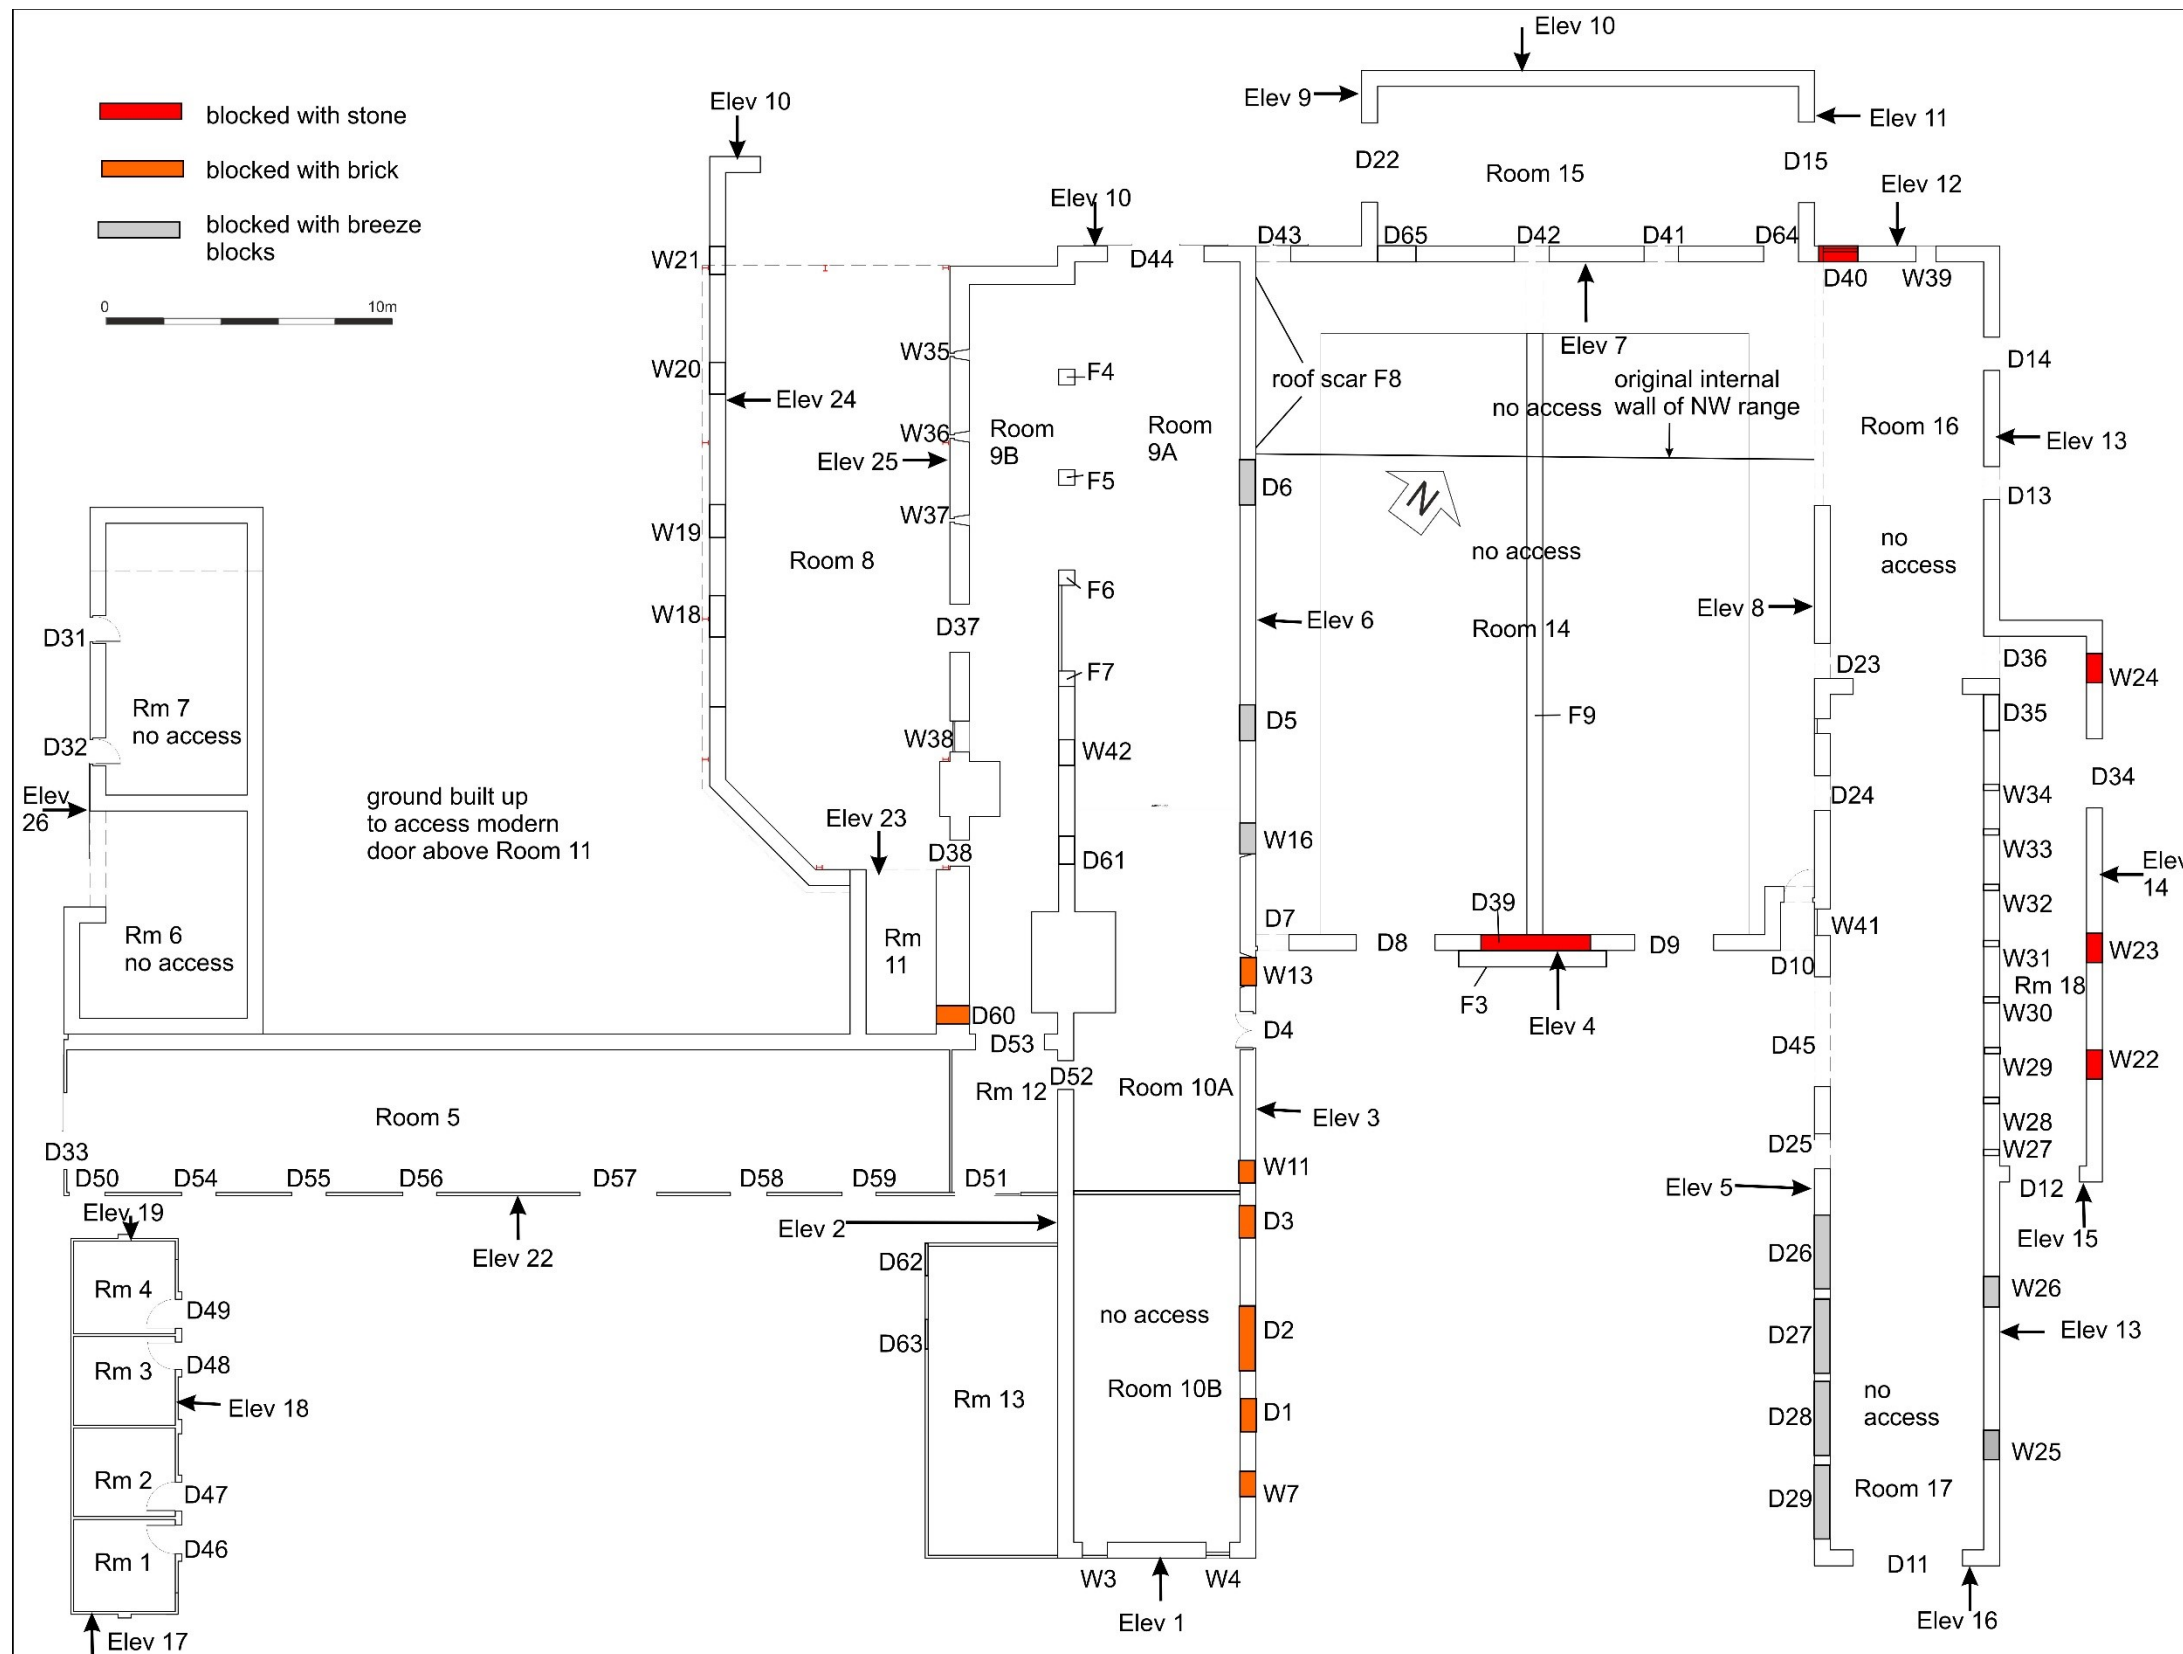 Elev 10
blocked with stone
Elev 10
Elev 9
Elev 11
blocked with brick
D22
Room 15
D15
Elev 12
Elev 10
blocked with breeze
blocks
D43
D65
D42
D41
D64
W21
D44
D40
W39
0
10m
W35
Elev 7
D14
W20
F4
roof scar F8
original internal
wall of NW range
no access
Elev 24
W36
Room
9B
Room
9A
Room 16
Elev 13
Elev 25
F5
D6
N
D13
W37
W19
Room 8
no access
no
access
F6
W18
D37
Elev 6
Room 14
Elev 8
D31
F7
D23
D36
W24
Rm 7
no access
D5
F9
D35
D32
W38
W42
D34
Elev
26
ground built up
to access modern
door above Room 11
Elev 23
D24
W34
D38
D61
W16
W33
Elev
14
D39
W32
Rm 6
no access
Rm
11
D7
D8
D9
W41
W31
W23
W13
D10
Rm 18
F3
D60
Elev 4
W30
D53
D4
D45
W29
W22
D52
Rm 12
Room 10A
Elev 3
Room 5
W28
D33
D25
W27
D50
D54
D55
D56
D57
D58
D59
D51
W11
Elev 5
D12
Elev 19
Elev 2
D3
Elev 15
Elev 22
D62
D26
Rm 4
W26
D49
no access
D2
D27
Elev 13
D63
D48
Rm 3
Room 10B
no
access
Elev 18
Rm 13
D1
D28
W25
Rm 2
D47
W7
D29
Room 17
Rm 1
D46
W3
W4
D11
Elev 1
Elev 16
Elev 17